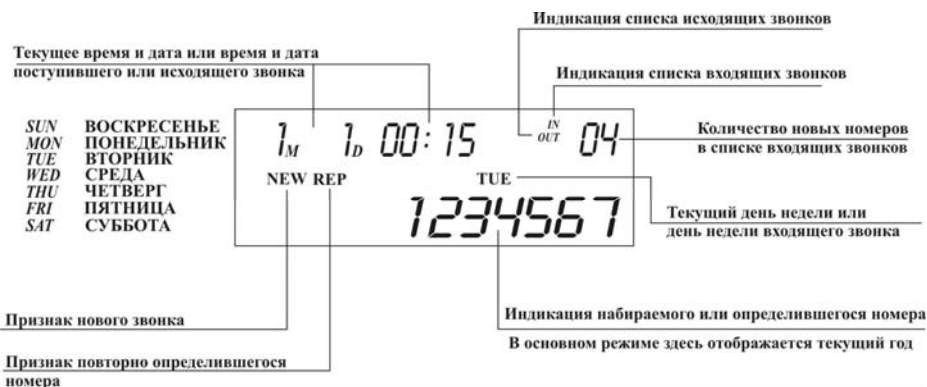 Индикация списка исходящих звонков
Текущее время и дата или время и дата
поступившего или исходящего звонка
Индикация списка входящих звонков
SUN ВОСКРЕСЕНЬЕ
MON ПОНЕДЕЛЬНИК
TUE ВТОРНИК
WED СРЕДА
THU ЧЕТВЕРГ
FRI ПЯТНИЦА
SAT СУББОТА
1M 1D 00:15 IN OUT 04
NEW REP TUE
1234567
Количество новых номеров
в списке входящих звонков
Текущий день недели или
день недели входящего звонка
Признак нового звонка
Индикация набираемого или определившегося номера
В основном режиме здесь отображается текущий год
Признак повторно определившегося
номера